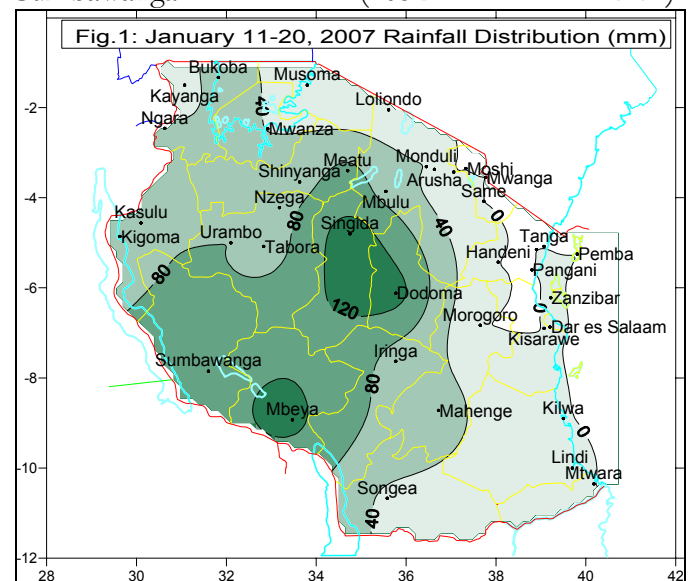 Fig.1: January 11-20, 2007 Rainfall Distribution (mm)
Bukoba
Musoma
Kayanga
Loliondo
-2
40
Ngara
Mwanza
Meatu
Monduli
Shinyanga
Moshi
Arusha
Mwanga
-4
Nzega
Mbulu
Same
Kasulu
80
Singida
40
0
Kigoma
Urambo
Tabora
Handeni
Tanga
Pemba
80
Pangani
-6
Dodoma
Zanzibar
120
0
Morogoro
Dar es Salaam
Kisarawe
Sumbawanga
Iringa
-8
80
Mbeya
Mahenge
Kilwa
0
-10
Lindi
Mtwara
Songea
40
-12
28 30 32 34 36 38 40 42